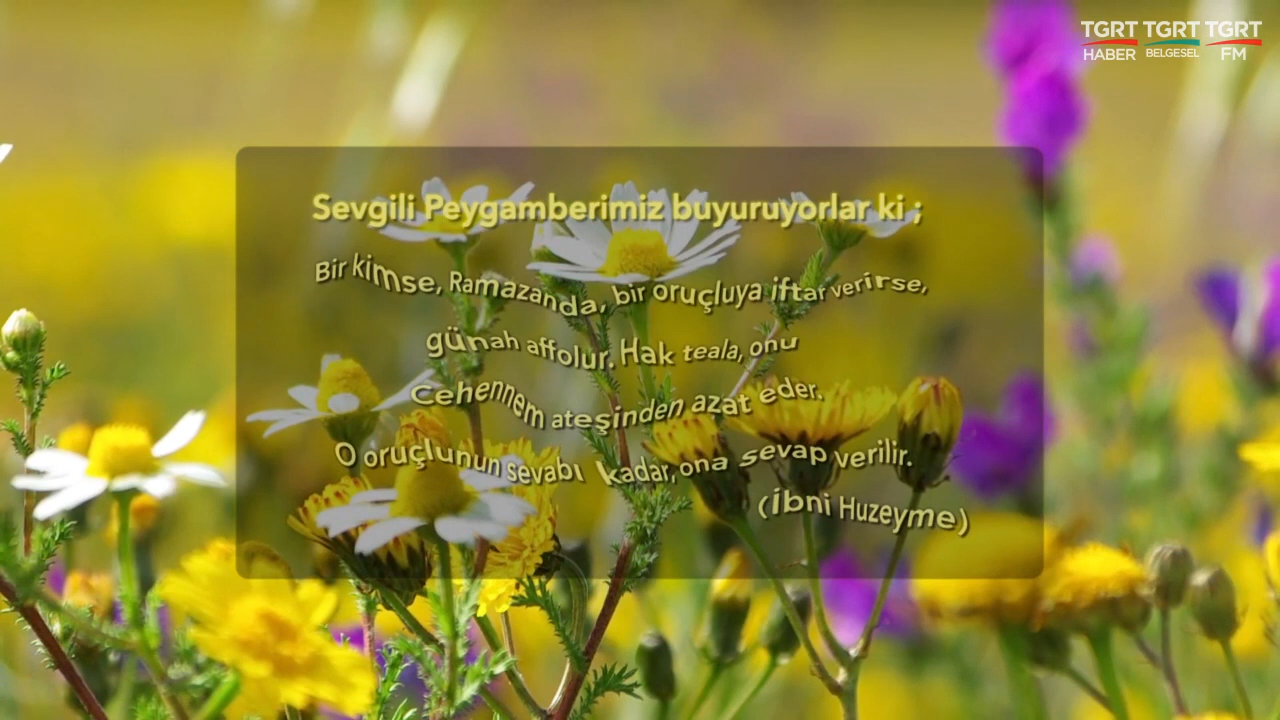 TGRT TGRT TGRT
HABER BELGESEL FM
Sevgili Peygamberimiz buyuruyorlar ki ;
Bir kimse, Ramazanda, bir oruçluya iftar verirse,
günah affolur. Hak teala, onu
Cehennem ateşinden azat eder.
O oruçlunun sevabı kadar, ona sevap verilir.
(İbni Huzeyme)